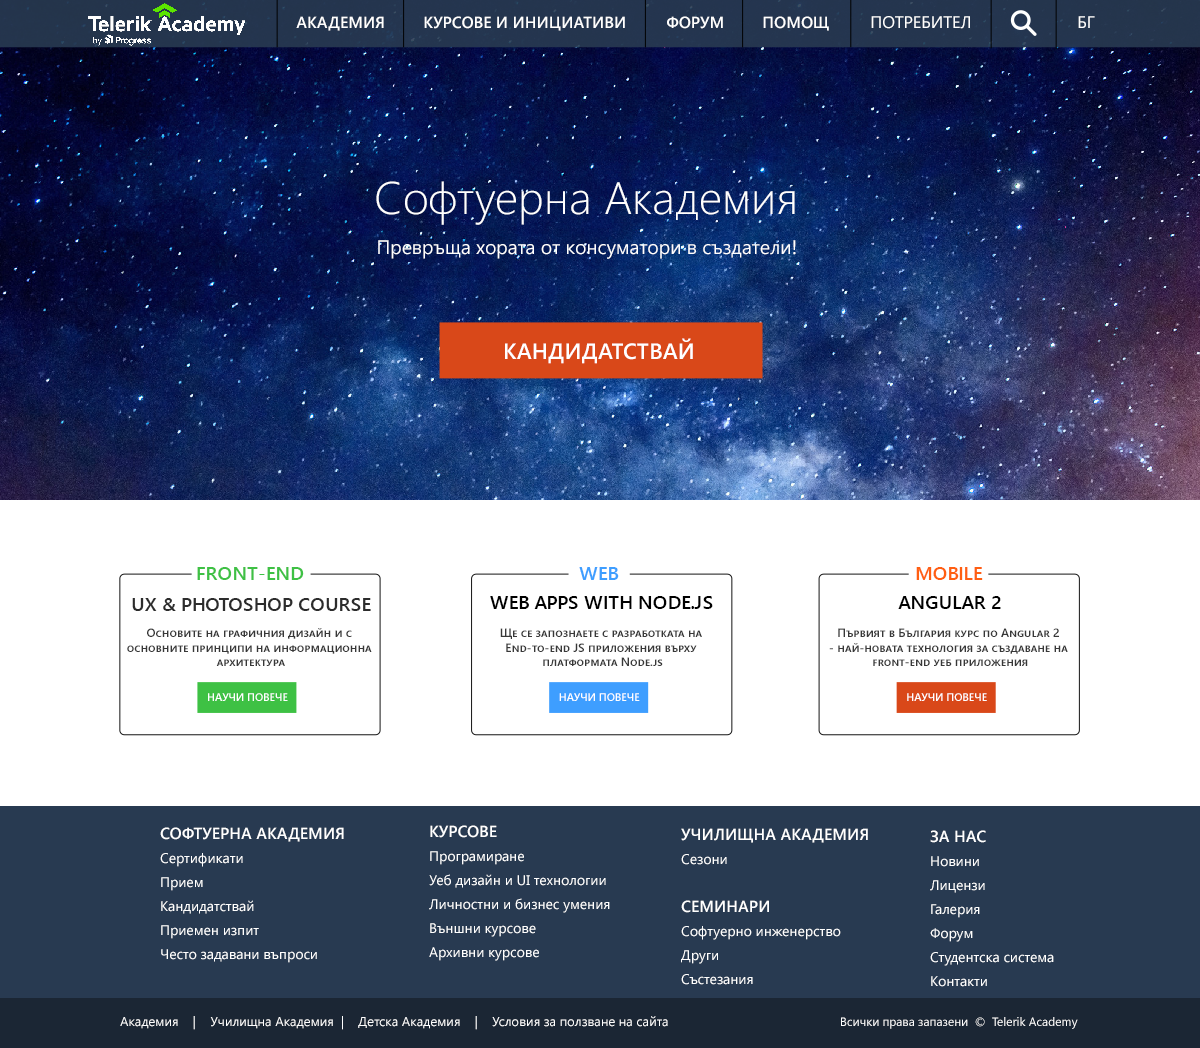 Telerik Academy
by Progress
АКАДЕМИЯ
КУРСОВЕ И ИНИЦИАТИВИ
ФОРУМ
ПОМОЩ
ПОТРЕБИТЕЛ
БГ
Софтуерна Академия
Превръща хората от консуматори в създатели!
КАНДИДАТСТВАЙ
FRONT-END
UX & PHOTOSHOP COURSE
Основите на графичния дизайн и с
основните принципи на информационна
архитектура
НАУЧИ ПОВЕЧЕ
WEB
WEB APPS WITH NODE.JS
Ще се запознаете с разработката на
End-to-end JS приложения върху
платформата Node.js
НАУЧИ ПОВЕЧЕ
MOBILE
ANGULAR 2
Първият в България курс по Angular 2
- най-новата технология за създаване на
front-end уеб приложения
НАУЧИ ПОВЕЧЕ
СОФТУЕРНА АКАДЕМИЯ
Сертификати
Прием
Кандидатствай
Приемен изпит
Често задавани въпроси
КУРСОВЕ
Програмиране
Уеб дизайн и UI технологии
Личностни и бизнес умения
Външни курсове
Архивни курсове
УЧИЛИЩНА АКАДЕМИЯ
Сезони
СЕМИНАРИ
Софтуерно инженерство
Други
Състезания
ЗА НАС
Новини
Лицензи
Галерия
Форум
Студентска система
Контакти
Академия | Училищна Академия | Детска Академия | Условия за ползване на сайта
Всички права запазени © Telerik Academy